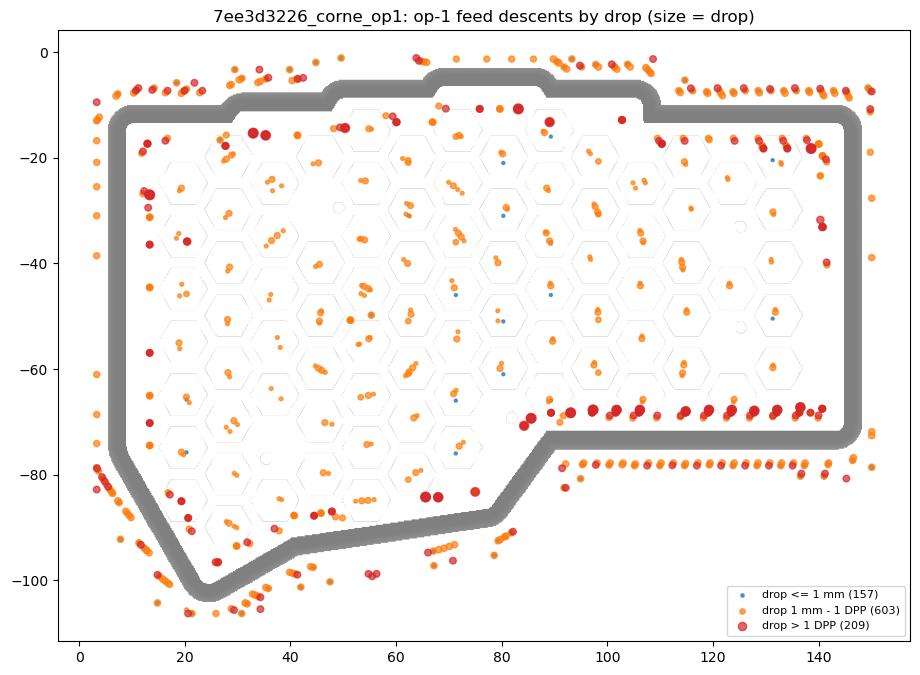 7ee3d3226_corne_op1: op-1 feed descents by drop (size = drop)
0
−20
−40
−60
−80
−100
0 20 40 60 80 100 120 140
drop <= 1 mm (157)
drop 1 mm - 1 DPP (603)
drop > 1 DPP (209)